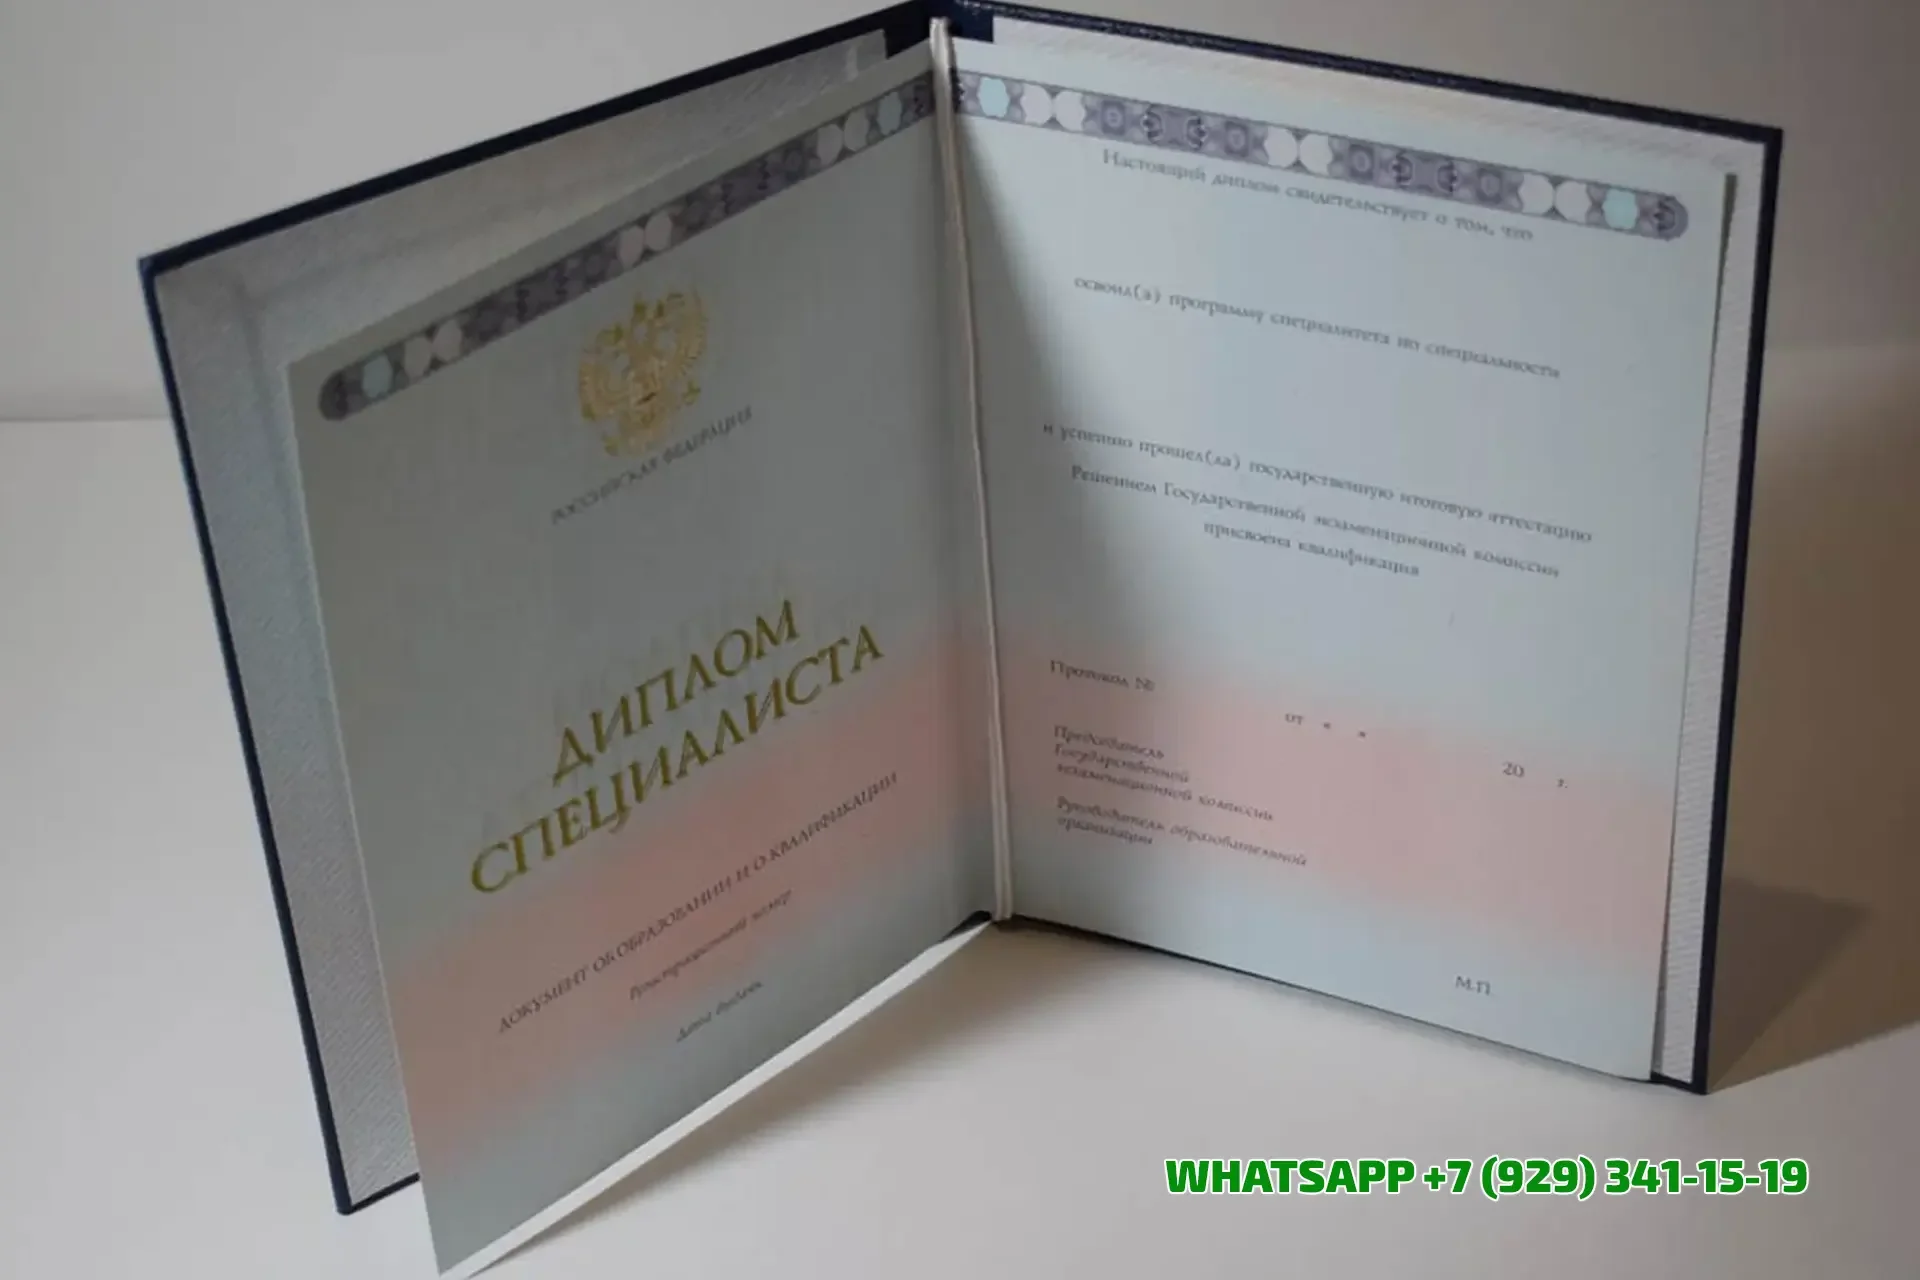 РОССИЙСКАЯ ФЕДЕРАЦИЯ
ДИПЛОМ
СПЕЦИАЛИСТА
ДОКУМЕНТ ОБ ОБРАЗОВАНИИ И О КВАЛИФИКАЦИИ
Регистрационный номер
Дата выдачи
Настоящий диплом свидетельствует о том, что
освоил(а) программу специалитета по специальности
и успешно прошел(ла) государственную итоговую аттестацию
Решением Государственной экзаменационной комиссии
присвоена квалификация
Протокол №
от « »
20 г.
Председатель
Государственной
экзаменационной комиссии
Руководитель образовательной
организации
М.П.
WHATSAPP +7 (929) 341-15-19